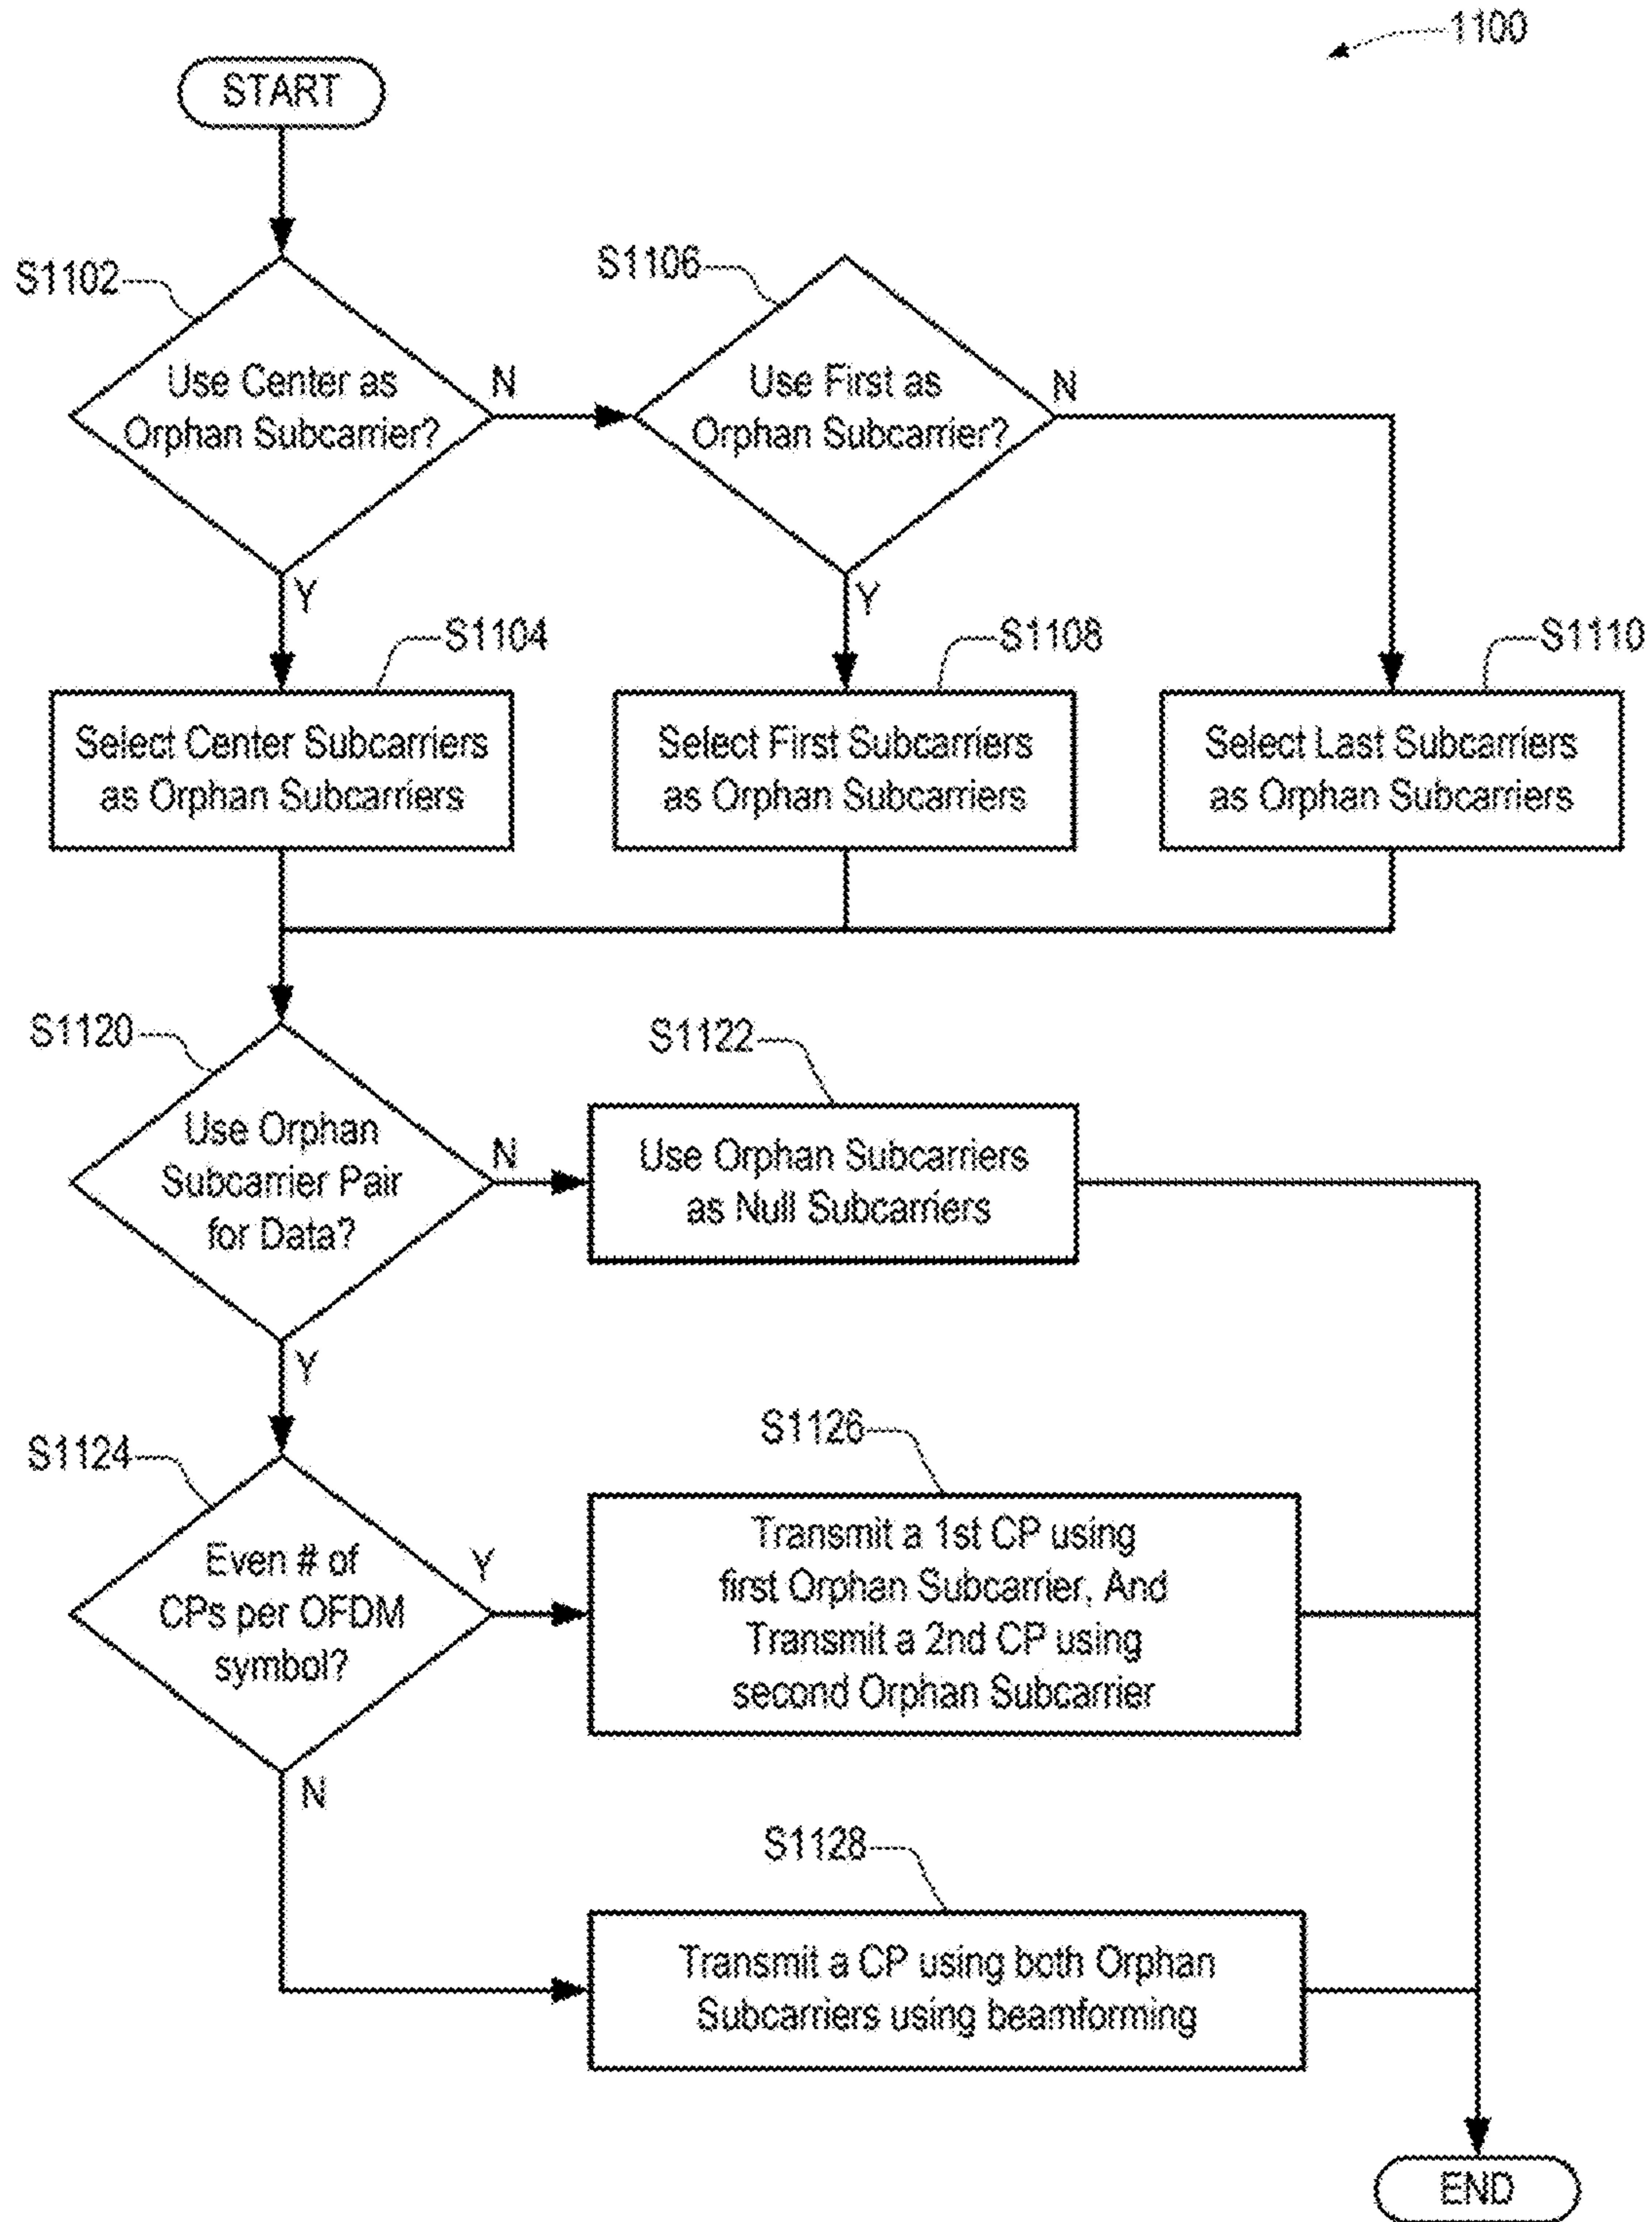 1100
START
S1102
S1106
Use Center as
Orphan Subcarrier?
N
Use First as
Orphan Subcarrier?
N
Y
Y
S1104
S1108
S1110
Select Center Subcarriers
as Orphan Subcarriers
Select First Subcarriers
as Orphan Subcarriers
Select Last Subcarriers
as Orphan Subcarriers
S1120
S1122
Use Orphan
Subcarrier Pair
for Data?
N
Use Orphan Subcarriers
as Null Subcarriers
Y
S1124
S1126
Even # of
CPs per OFDM
symbol?
Y
Transmit a 1st CP using
first Orphan Subcarrier, And
Transmit a 2nd CP using
second Orphan Subcarrier
N
S1128
Transmit a CP using both Orphan
Subcarriers using beamforming
END